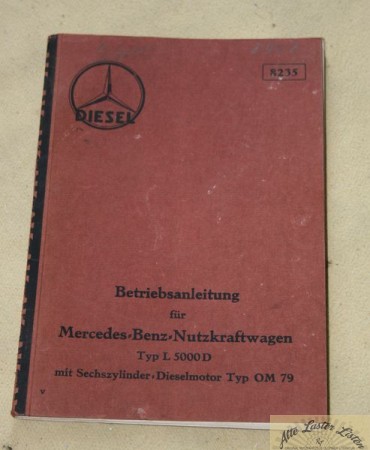 8235
DIESEL
Betriebsanleitung
für
Mercedes-Benz-Nutzkraftwagen
Typ L 5000 D
mit Sechszylinder-Dieselmotor Typ OM 79
V
Alte Laster Listen